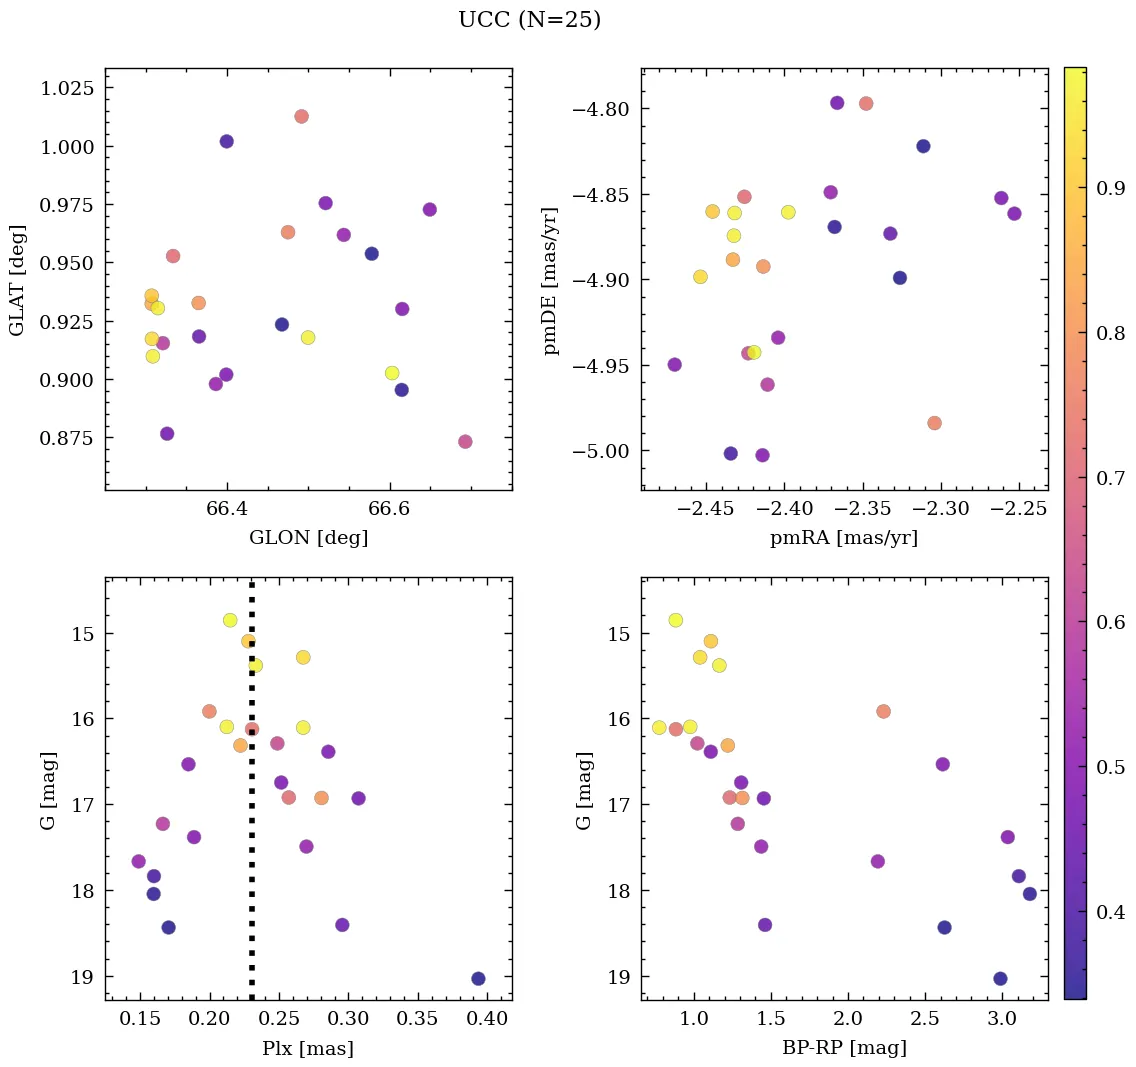 UCC (N=25)
1.025
1.000
0.975
0.950
0.925
0.900
0.875
GLAT [deg]
66.4 66.6
GLON [deg]
−4.80
−4.85
−4.90
−4.95
−5.00
pmDE [mas/yr]
−2.45 −2.40 −2.35 −2.30 −2.25
pmRA [mas/yr]
15
16
17
18
19
G [mag]
0.15 0.20 0.25 0.30 0.35 0.40
Plx [mas]
15
16
17
18
19
G [mag]
1.0 1.5 2.0 2.5 3.0
BP-RP [mag]
0.9
0.8
0.7
0.6
0.5
0.4